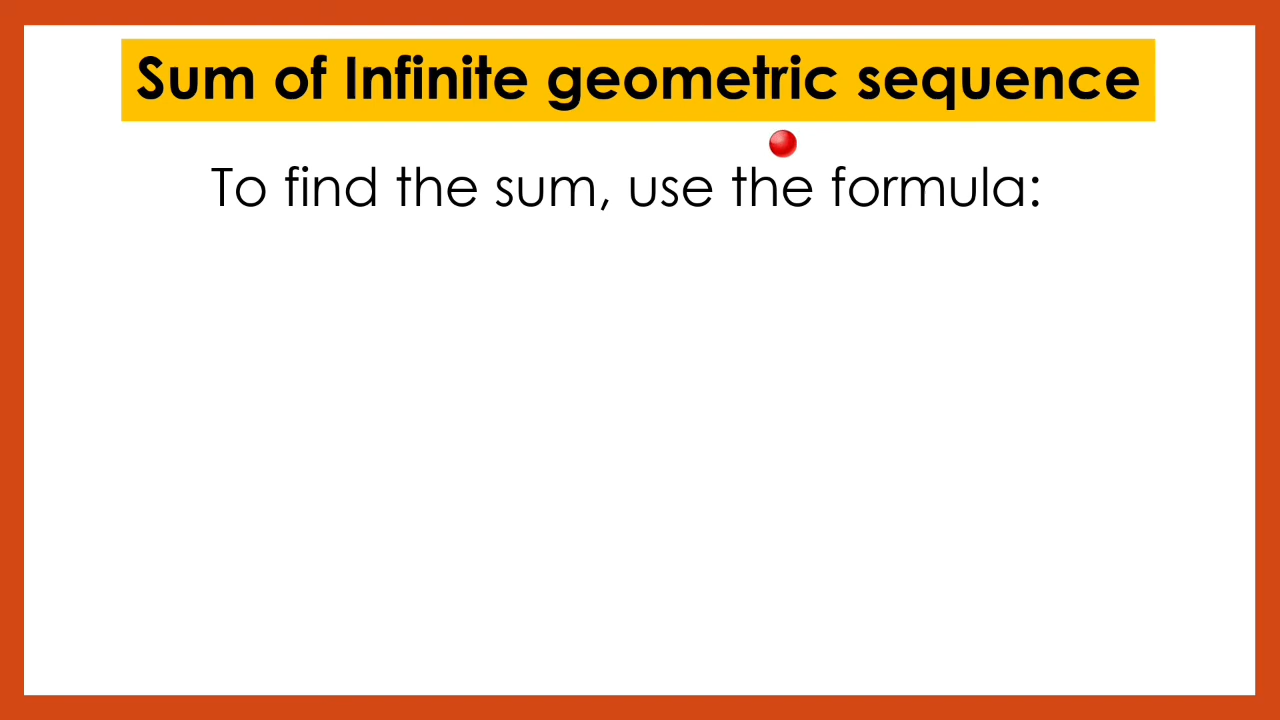 Sum of Infinite geometric sequence
To find the sum, use the formula: